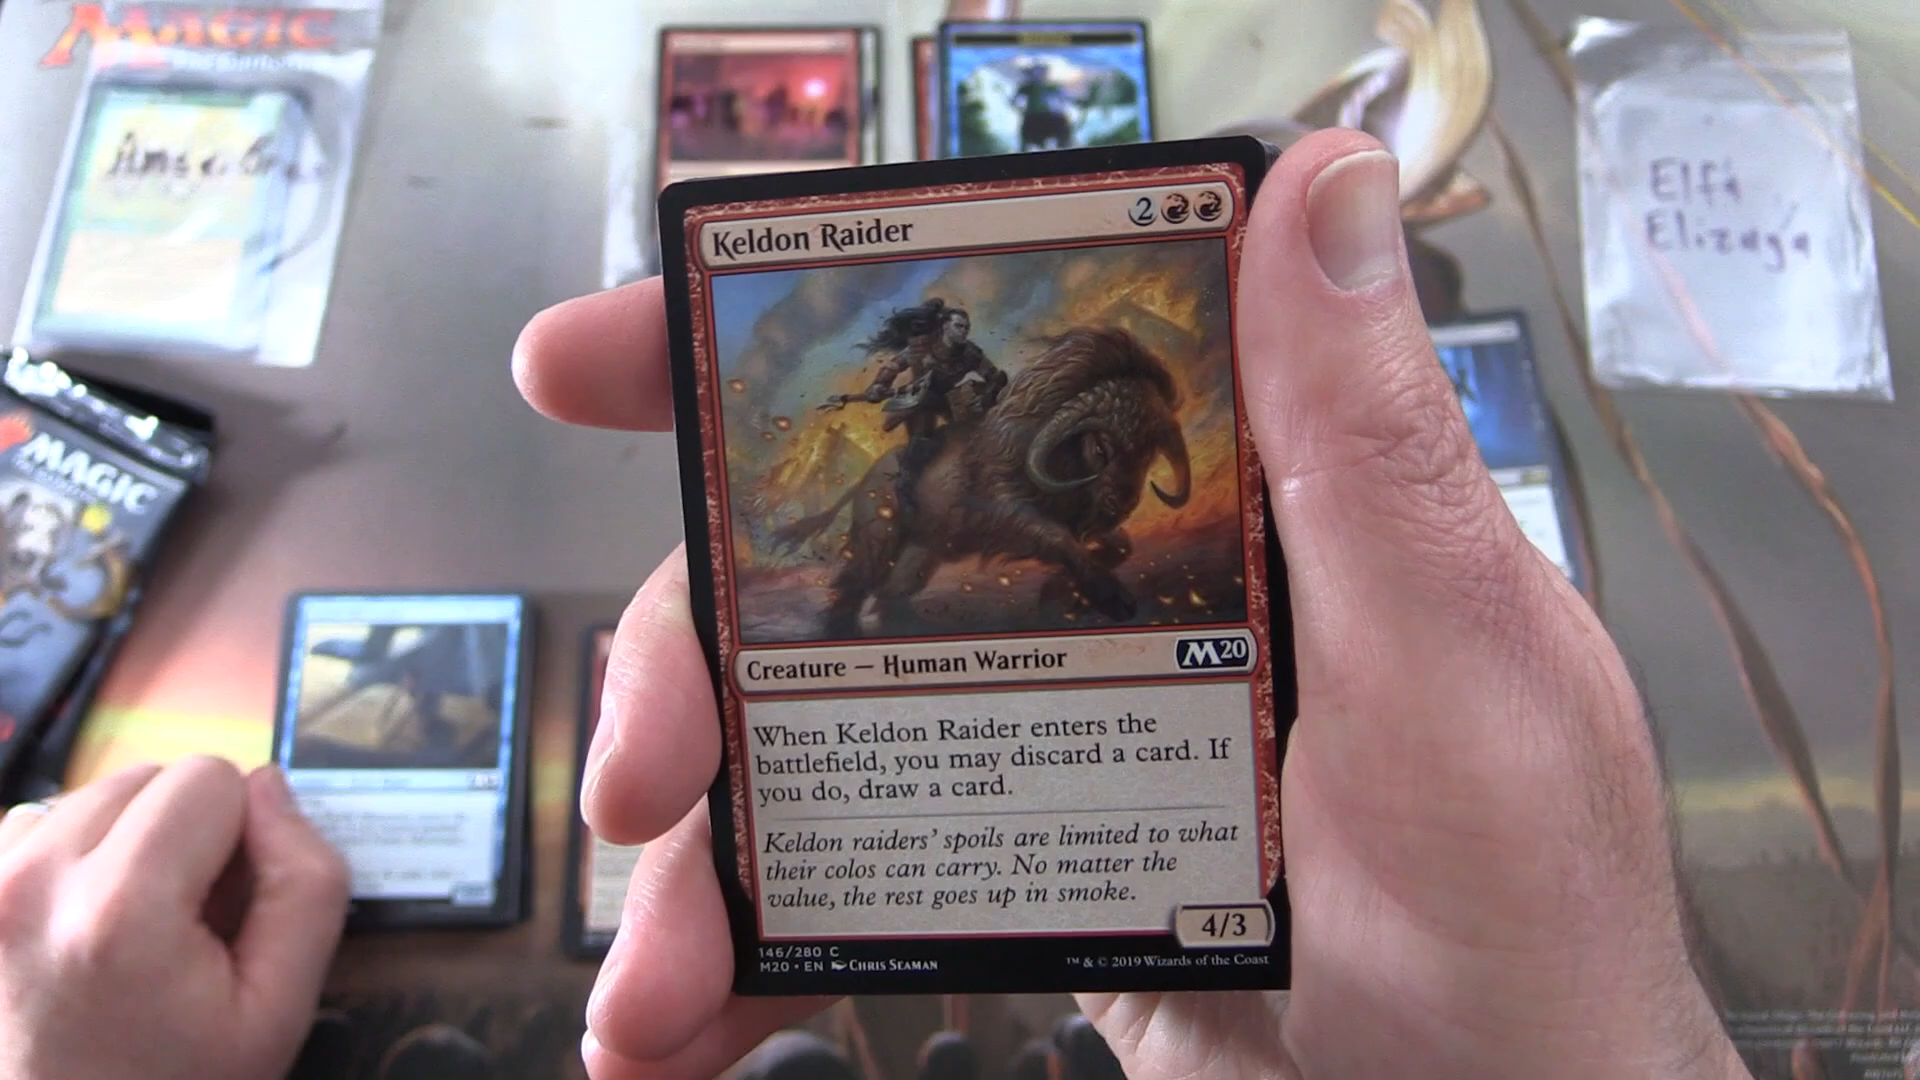 MAGIC
Elfa
Elizaga
MAGIC
Keldon Raider
2
Creature — Human Warrior
M20
When Keldon Raider enters the
battlefield, you may discard a card. If
you do, draw a card.
Keldon raiders' spoils are limited to what
their colos can carry. No matter the
value, the rest goes up in smoke.
4/3
146/280 C
M20 • EN Chris Seaman
™ & © 2019 Wizards of the Coast